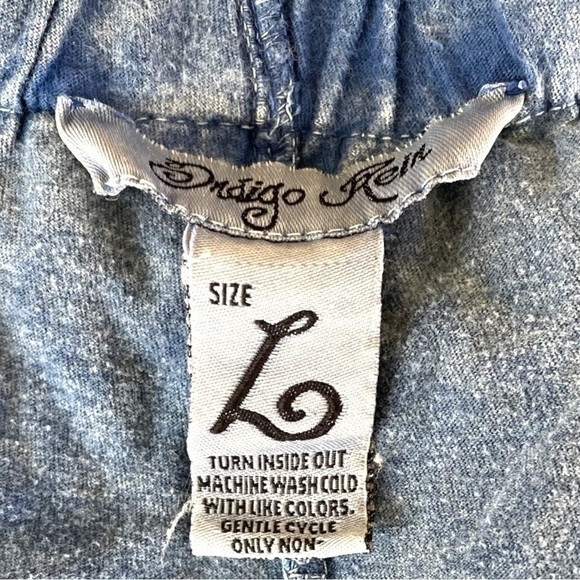 Indigo Rein
SIZE
L
TURN INSIDE OUT
MACHINE WASH COLD
WITH LIKE COLORS.
GENTLE CYCLE
ONLY NON-